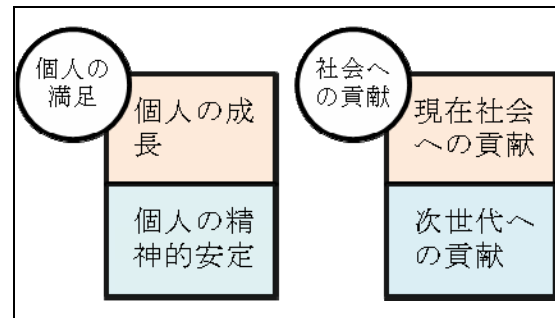 個人の
満足
個人の成
長
個人の精
神的安定
社会へ
の貢献
現在社会
への貢献
次世代へ
の貢献